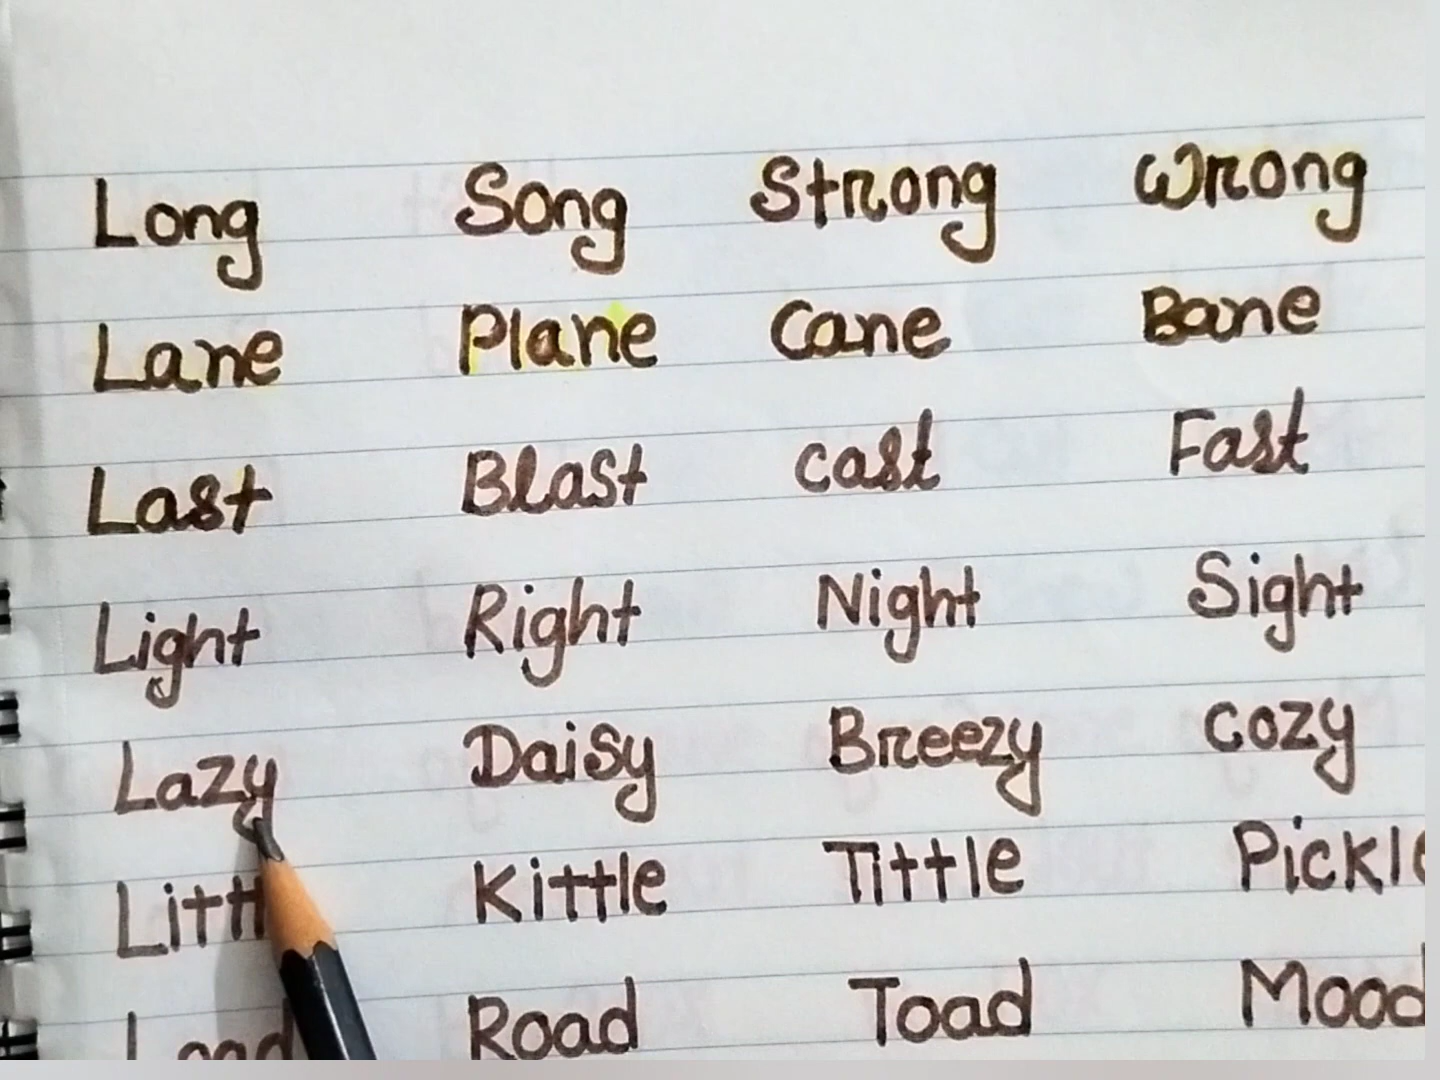 Long Song Strong Wrong
Lane Plane Cane Bane
Last Blast cast Fast
Light Right Night Sight
Lazy Daisy Breezy cozy
Kittle Tittle
Road Toad